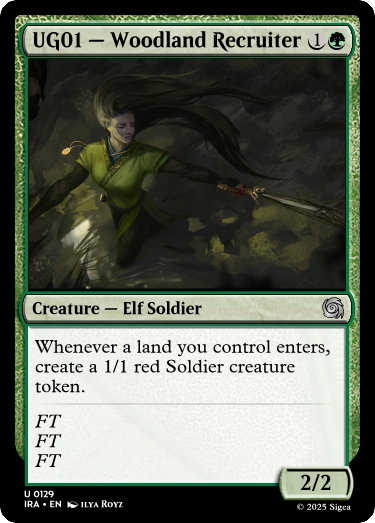 UG01 — Woodland Recruiter 1
Creature — Elf Soldier
Whenever a land you control enters,
create a 1/1 red Soldier creature
token.
FT
FT
FT
2/2
U 0129
IRA • EN ILYA ROYZ
© 2025 Sigea